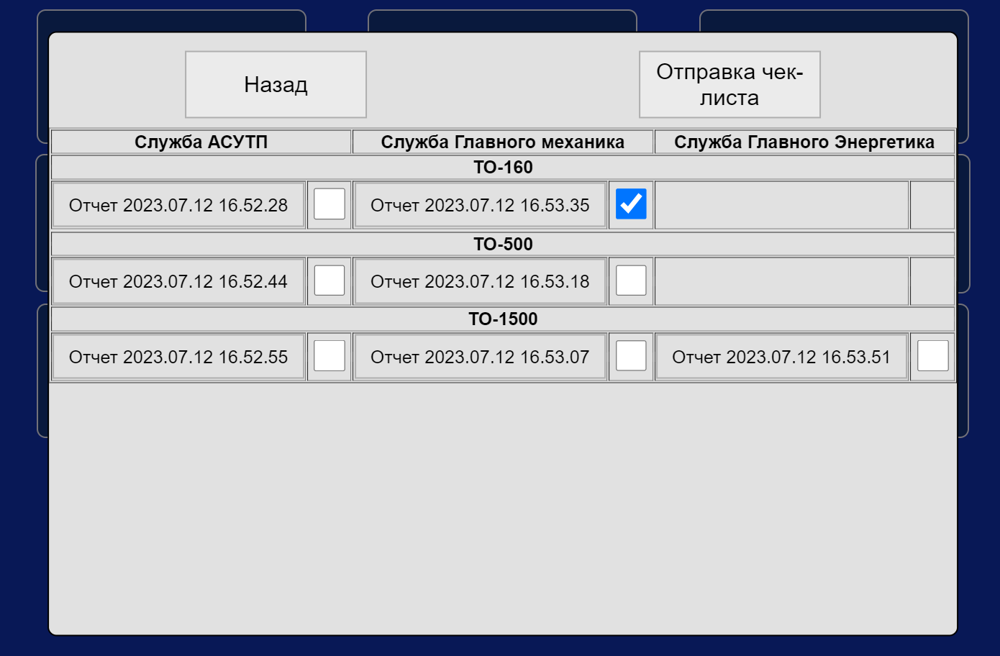 Назад
Отправка чек-
листа
Служба АСУТП Служба Главного механика Служба Главного Энергетика
ТО-160
Отчет 2023.07.12 16.52.28 Отчет 2023.07.12 16.53.35
ТО-500
Отчет 2023.07.12 16.52.44 Отчет 2023.07.12 16.53.18
ТО-1500
Отчет 2023.07.12 16.52.55 Отчет 2023.07.12 16.53.07 Отчет 2023.07.12 16.53.51